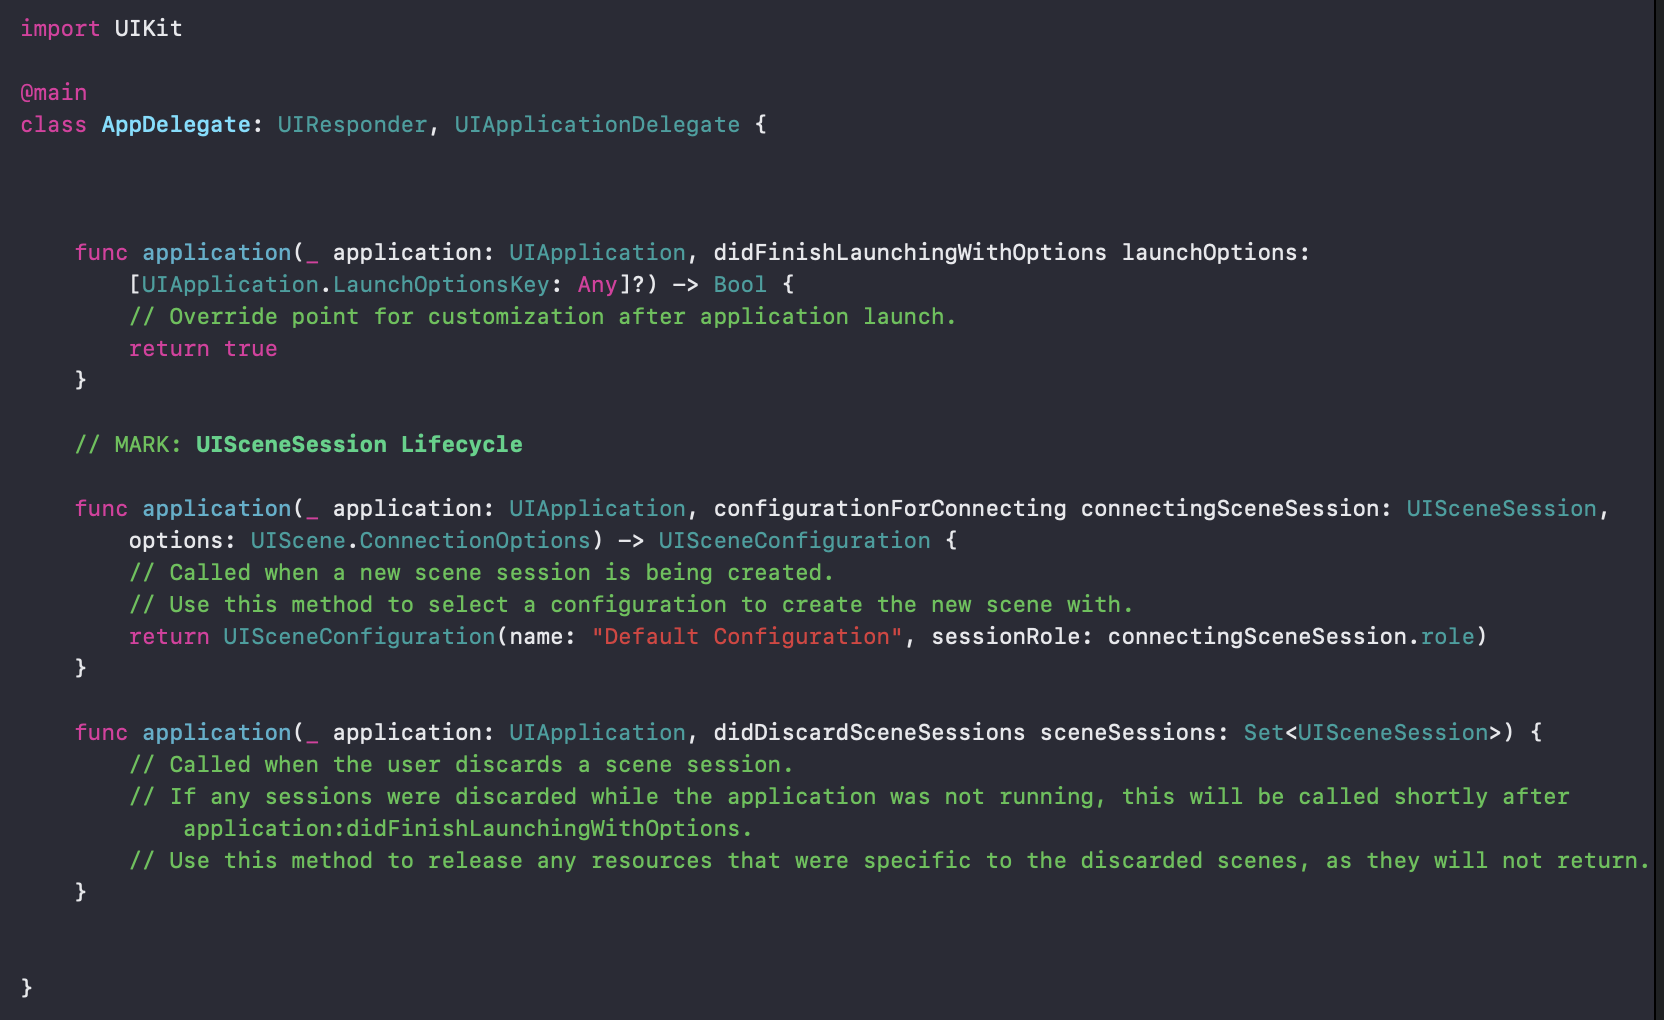 import UIKit
@main
class AppDelegate: UIResponder, UIApplicationDelegate {
func application(_ application: UIApplication, didFinishLaunchingWithOptions launchOptions:
[UIApplication.LaunchOptionsKey: Any]?) -> Bool {
// Override point for customization after application launch.
return true
}
// MARK: UISceneSession Lifecycle
func application(_ application: UIApplication, configurationForConnecting connectingSceneSession: UISceneSession,
options: UIScene.ConnectionOptions) -> UISceneConfiguration {
// Called when a new scene session is being created.
// Use this method to select a configuration to create the new scene with.
return UISceneConfiguration(name: "Default Configuration", sessionRole: connectingSceneSession.role)
}
func application(_ application: UIApplication, didDiscardSceneSessions sceneSessions: Set<UISceneSession>) {
// Called when the user discards a scene session.
// If any sessions were discarded while the application was not running, this will be called shortly after
application:didFinishLaunchingWithOptions.
// Use this method to release any resources that were specific to the discarded scenes, as they will not return.
}
}